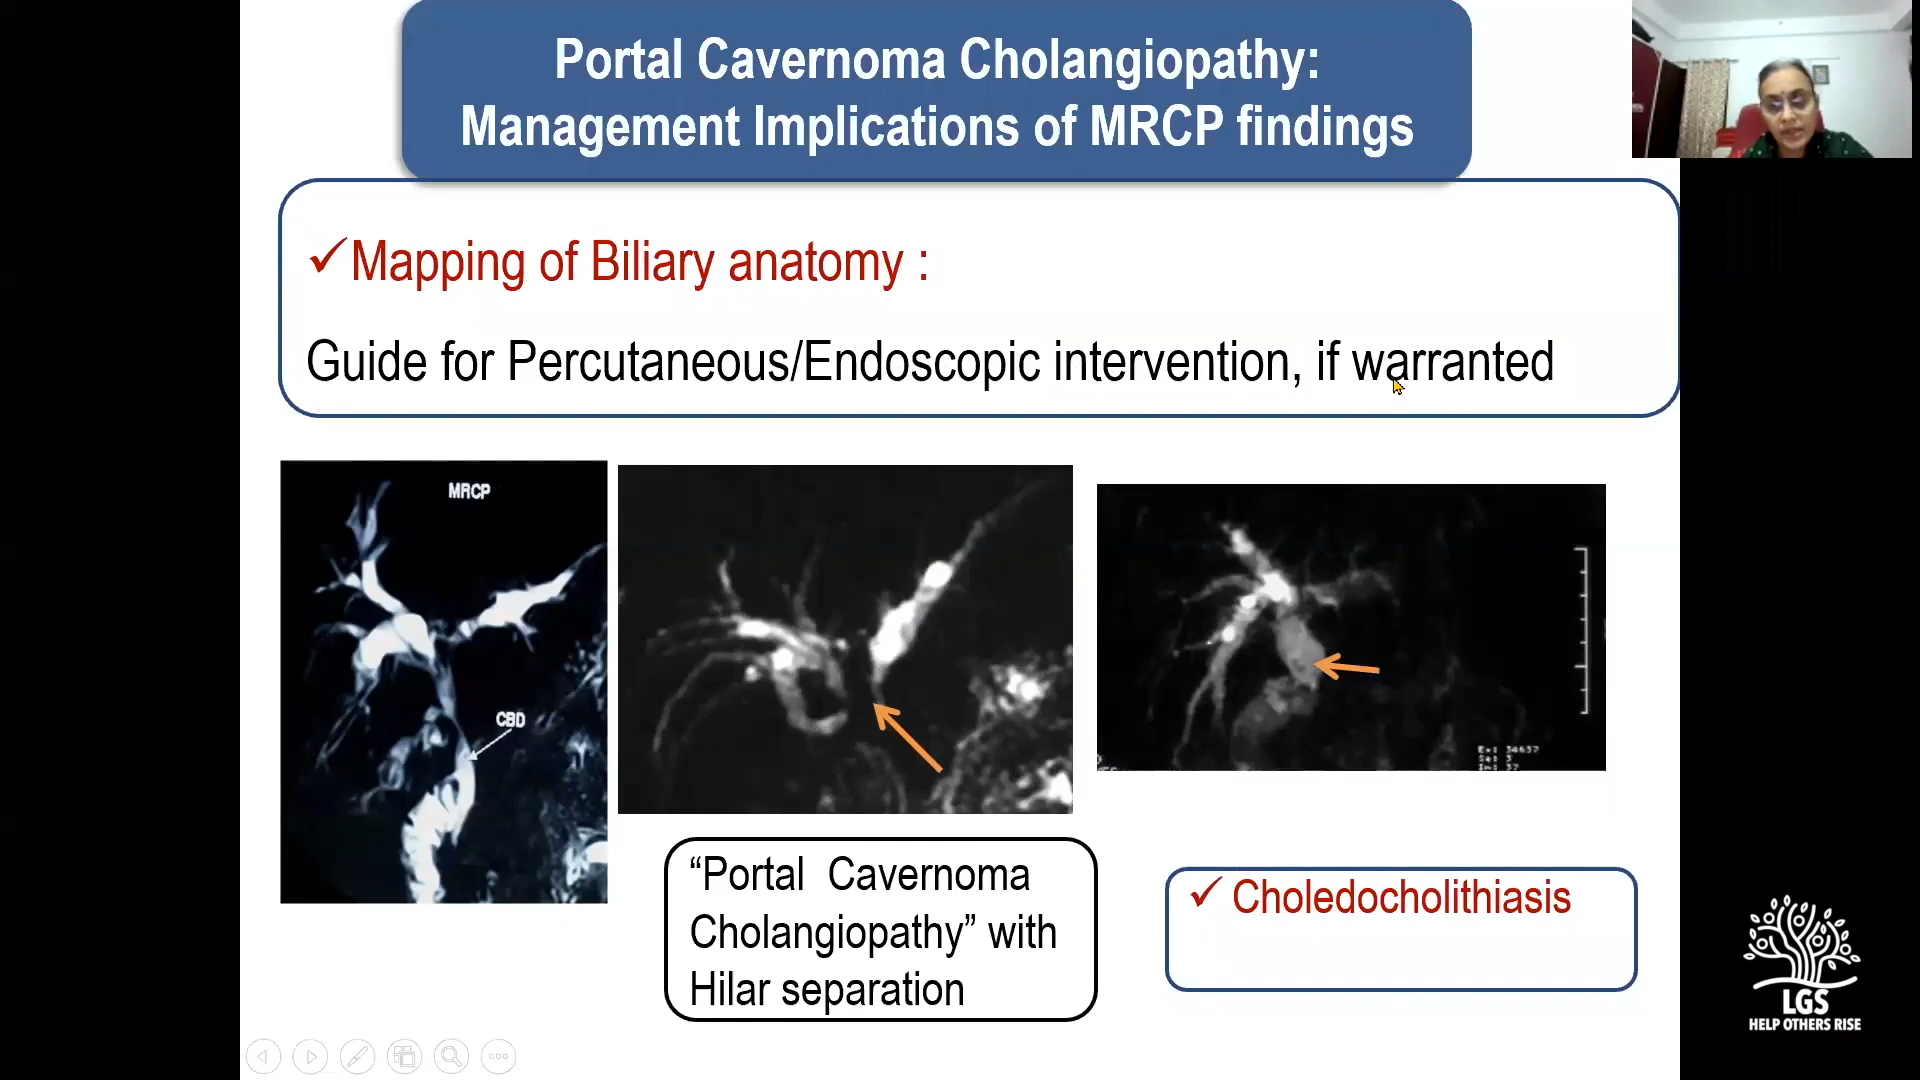 Portal Cavernoma Cholangiopathy:
Management Implications of MRCP findings
✓Mapping of Biliary anatomy :
Guide for Percutaneous/Endoscopic intervention, if warranted
MRCP
CBD
“Portal Cavernoma
Cholangiopathy” with
Hilar separation
✓ Choledocholithiasis
LGS
HELP OTHERS RISE